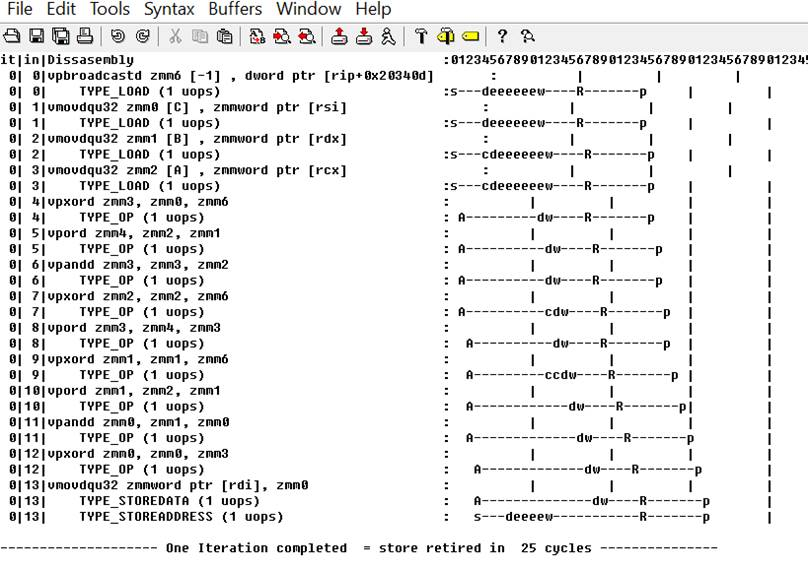 File Edit Tools Syntax Buffers Window Help
it|in|Dissasembly :012345678901234567890123456789012345678901234
0| 0|vpbroadcastd zmm6 [-1] , dword ptr [rip+0x20340d] : | | |
0| 0| TYPE_LOAD (1 uops) :s---deeeeeew----R-------p | |
0| 1|vmovdqu32 zmm0 [C] , zmmword ptr [rsi] : | | |
0| 1| TYPE_LOAD (1 uops) :s---deeeeeew----R-------p | |
0| 2|vmovdqu32 zmm1 [B] , zmmword ptr [rdx] : | | |
0| 2| TYPE_LOAD (1 uops) :s---cdeeeeeew----R-------p | |
0| 3|vmovdqu32 zmm2 [A] , zmmword ptr [rcx] : | | |
0| 3| TYPE_LOAD (1 uops) :s---cdeeeeeew----R-------p | |
0| 4|vpxord zmm3, zmm0, zmm6 : | | | |
0| 4| TYPE_OP (1 uops) : A----------dw----R-------p | |
0| 5|vpord zmm4, zmm2, zmm1 : | | | |
0| 5| TYPE_OP (1 uops) : A-----------dw----R-------p | |
0| 6|vpandd zmm3, zmm3, zmm2 : | | | |
0| 6| TYPE_OP (1 uops) : A-----------dw----R-------p | |
0| 7|vpxord zmm2, zmm2, zmm6 : | | | |
0| 7| TYPE_OP (1 uops) : A-----------cdw----R-------p | |
0| 8|vpord zmm3, zmm4, zmm3 : | | | |
0| 8| TYPE_OP (1 uops) : A-----------dw----R-------p | |
0| 9|vpxord zmm1, zmm1, zmm6 : | | | |
0| 9| TYPE_OP (1 uops) : A-----------ccdw----R-------p | |
0|10|vpord zmm1, zmm2, zmm1 : | | | |
0|10| TYPE_OP (1 uops) : A-------------dw----R-------p| |
0|11|vpandd zmm0, zmm1, zmm0 : | | | |
0|11| TYPE_OP (1 uops) : A--------------dw----R-------p |
0|12|vpxord zmm0, zmm0, zmm3 : | | | |
0|12| TYPE_OP (1 uops) : A--------------dw----R-------p |
0|13|vmovdqu32 zmmword ptr [rdi], zmm0 : | | | |
0|13| TYPE_STOREDATA (1 uops) : A---------------dw----R-------p |
0|13| TYPE_STOREADDRESS (1 uops) : s---deeeew-----------R-------p |
-------------------- One Iteration completed = store retired in 25 cycles ---------------